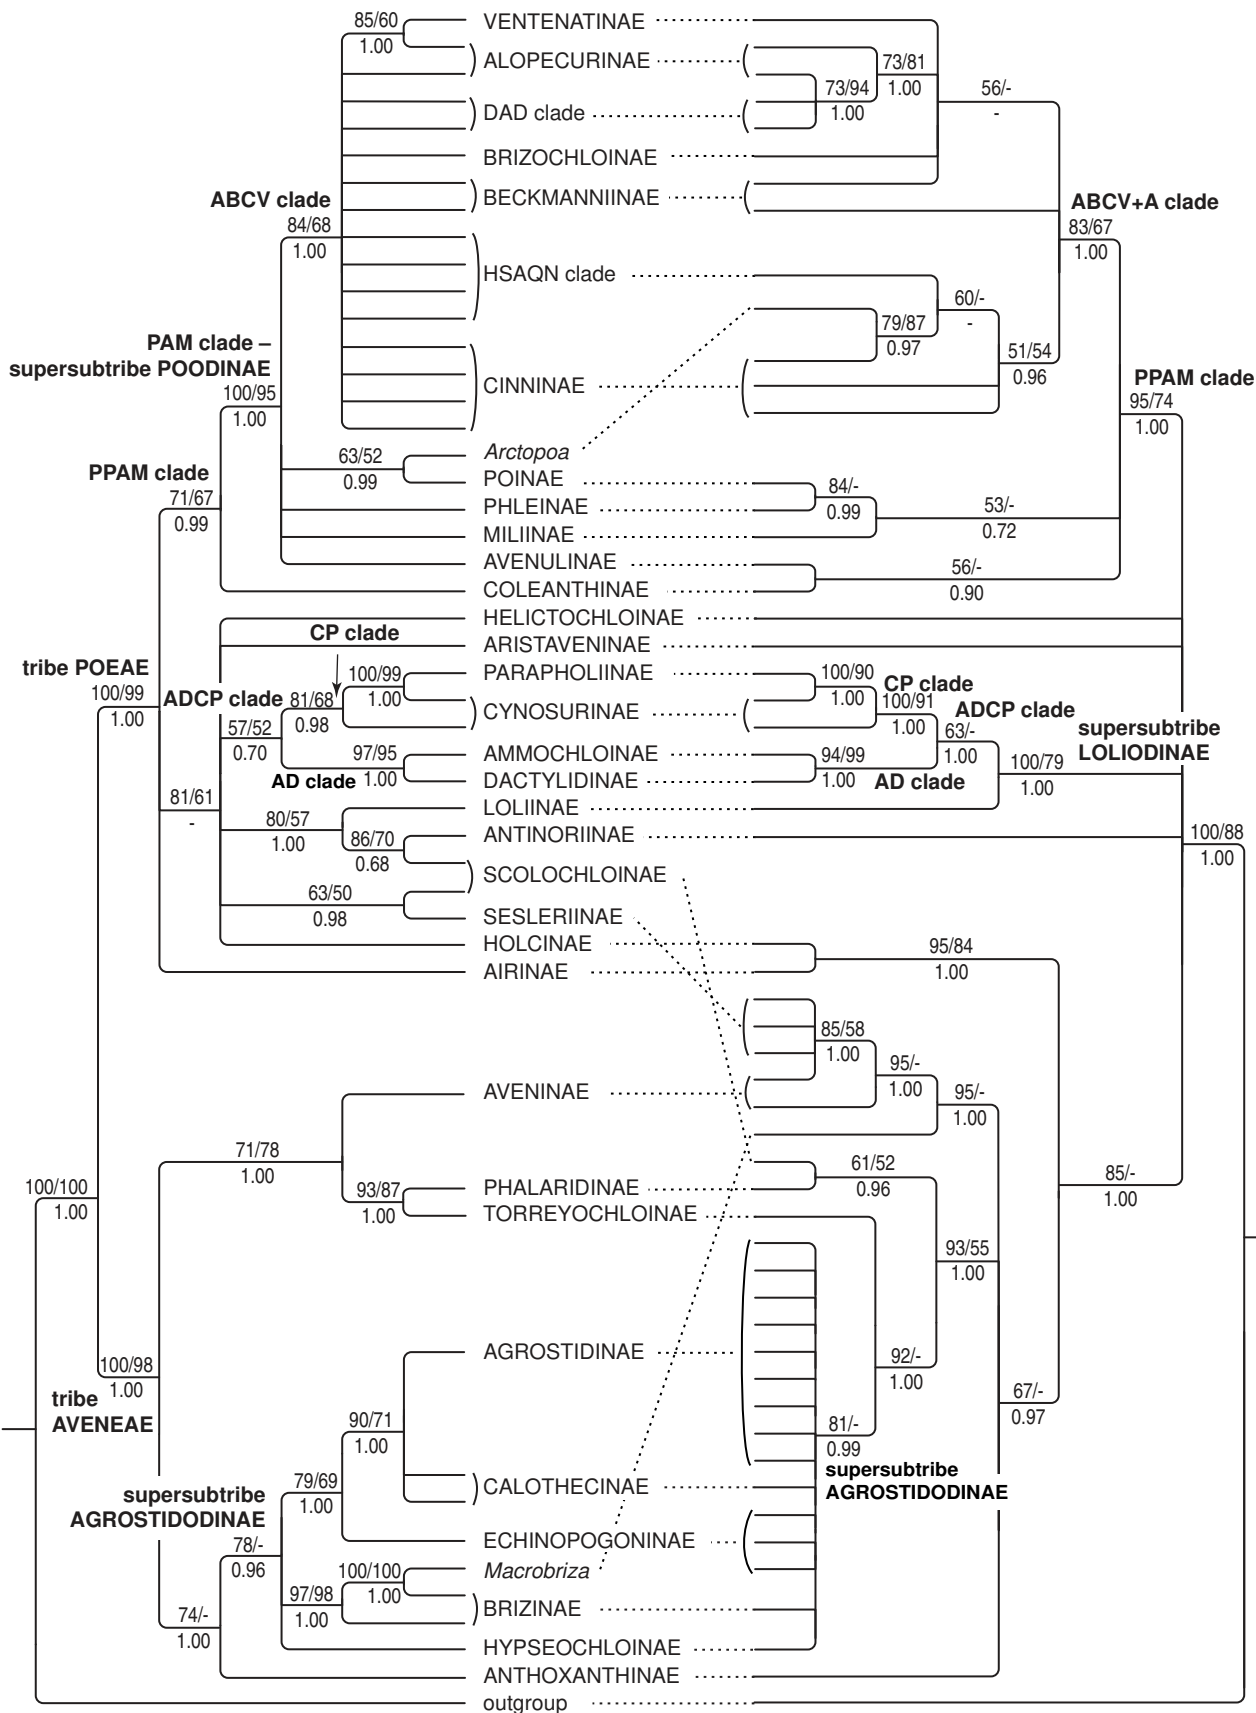 85/60
1.00
VENTENATINAE
ALOPECURINAE
73/81
1.00
73/94
1.00
56/-
-
DAD clade
BRIZOCHLOINAE
ABCV clade
84/68
1.00
BECKMANNIINAE
ABCV+A clade
83/67
1.00
HSAQN clade
60/-
-
79/87
0.97
51/54
0.96
PAM clade –
supersubtribe POODINAE
100/95
1.00
CINNINAE
PPAM clade
95/74
1.00
Arctopoa
63/52
0.99
POINAE
PPAM clade
71/67
0.99
84/-
0.99
PHLEINAE
53/-
0.72
MILIINAE
AVENULINAE
56/-
0.90
COLEANTHINAE
HELICTOCHLOINAE
CP clade
ARISTAVENINAE
tribe POEAE
100/99
1.00
100/99
1.00
PARAPHOLIINAE
100/90
1.00
CP clade
ADCP clade
81/68
0.98
57/52
0.70
CYNOSURINAE
100/91
1.00
ADCP clade
63/-
1.00
supersubtribe
LOLIODINAE
97/95
1.00
AD clade
AMMOCHLOINAE
94/99
1.00
AD clade
DACTYLIDINAE
100/79
1.00
81/61
-
80/57
1.00
LOLIINAE
86/70
0.68
ANTINORIINAE
100/88
1.00
SCOLOCHLOINAE
63/50
0.98
SESLERIINAE
HOLCINAE
95/84
1.00
AIRINAE
85/58
1.00
95/-
1.00
AVENINAE
95/-
1.00
71/78
1.00
61/52
0.96
85/-
1.00
100/100
1.00
93/87
1.00
PHALARIDINAE
TORREYOCHLOINAE
93/55
1.00
AGROSTIDINAE
100/98
1.00
92/-
1.00
tribe
AVENEAE
67/-
0.97
90/71
1.00
81/-
0.99
supersubtribe
AGROSTIDODINAE
79/69
1.00
CALOTHECINAE
supersubtribe
AGROSTIDODINAE
78/-
0.96
ECHINOPOGONINAE
100/100
1.00
Macrobriza
97/98
1.00
BRIZINAE
74/-
1.00
HYPSEOCHLOINAE
ANTHOXANTHINAE
outgroup